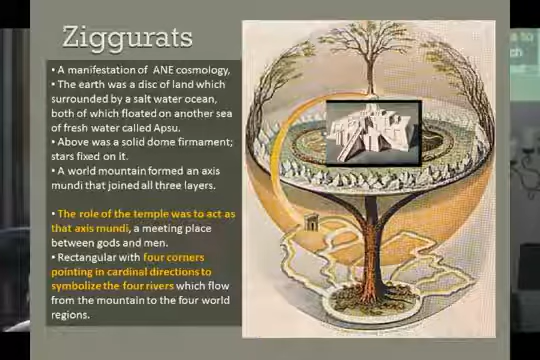 Ziggurats
• A manifestation of ANE cosmology,
• The earth was a disc of land which
surrounded by a salt water ocean,
both of which floated on another sea
of fresh water called Apsu.
• Above was a solid dome firmament;
stars fixed on it.
• A world mountain formed an axis
mundi that joined all three layers.
• The role of the temple was to act as
that axis mundi, a meeting place
between gods and men.
• Rectangular with four corners
pointing in cardinal directions to
symbolize the four rivers which flow
from the mountain to the four world
regions.